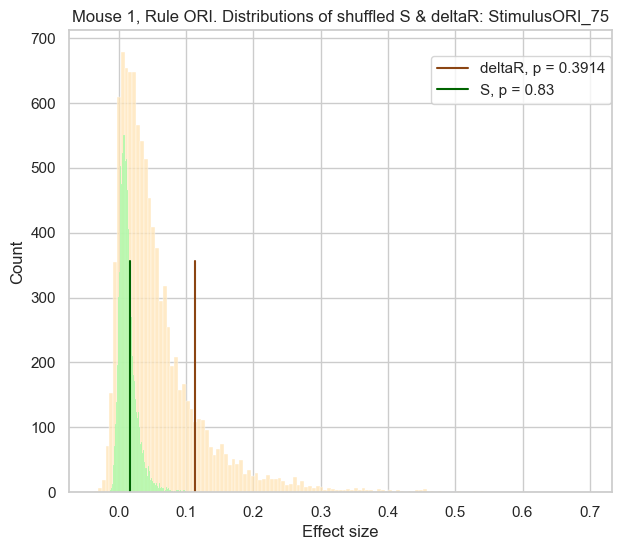 Mouse 1, Rule ORI. Distributions of shuffled S & deltaR: StimulusORI_75
700
600
500
400
300
200
100
0
Count
deltaR, p = 0.3914
S, p = 0.83
0.0 0.1 0.2 0.3 0.4 0.5 0.6 0.7
Effect size